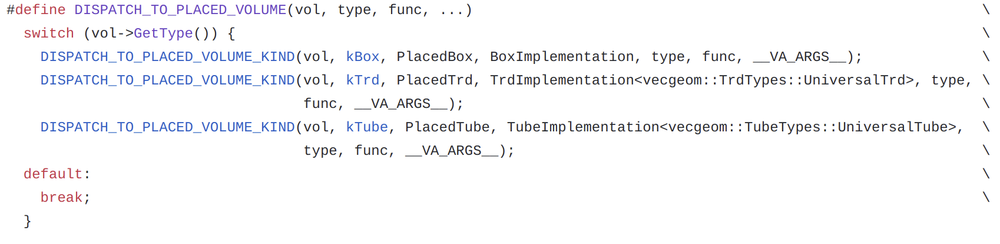 #define DISPATCH_TO_PLACED_VOLUME(vol, type, func, ...) \
  switch (vol->GetType()) { \
    DISPATCH_TO_PLACED_VOLUME_KIND(vol, kBox, PlacedBox, BoxImplementation, type, func, __VA_ARGS__); \
    DISPATCH_TO_PLACED_VOLUME_KIND(vol, kTrd, PlacedTrd, TrdImplementation<vecgeom::TrdTypes::UniversalTrd>, type, \
                                   func, __VA_ARGS__); \
    DISPATCH_TO_PLACED_VOLUME_KIND(vol, kTube, PlacedTube, TubeImplementation<vecgeom::TubeTypes::UniversalTube>, \
                                   type, func, __VA_ARGS__); \
  default: \
    break; \
  }